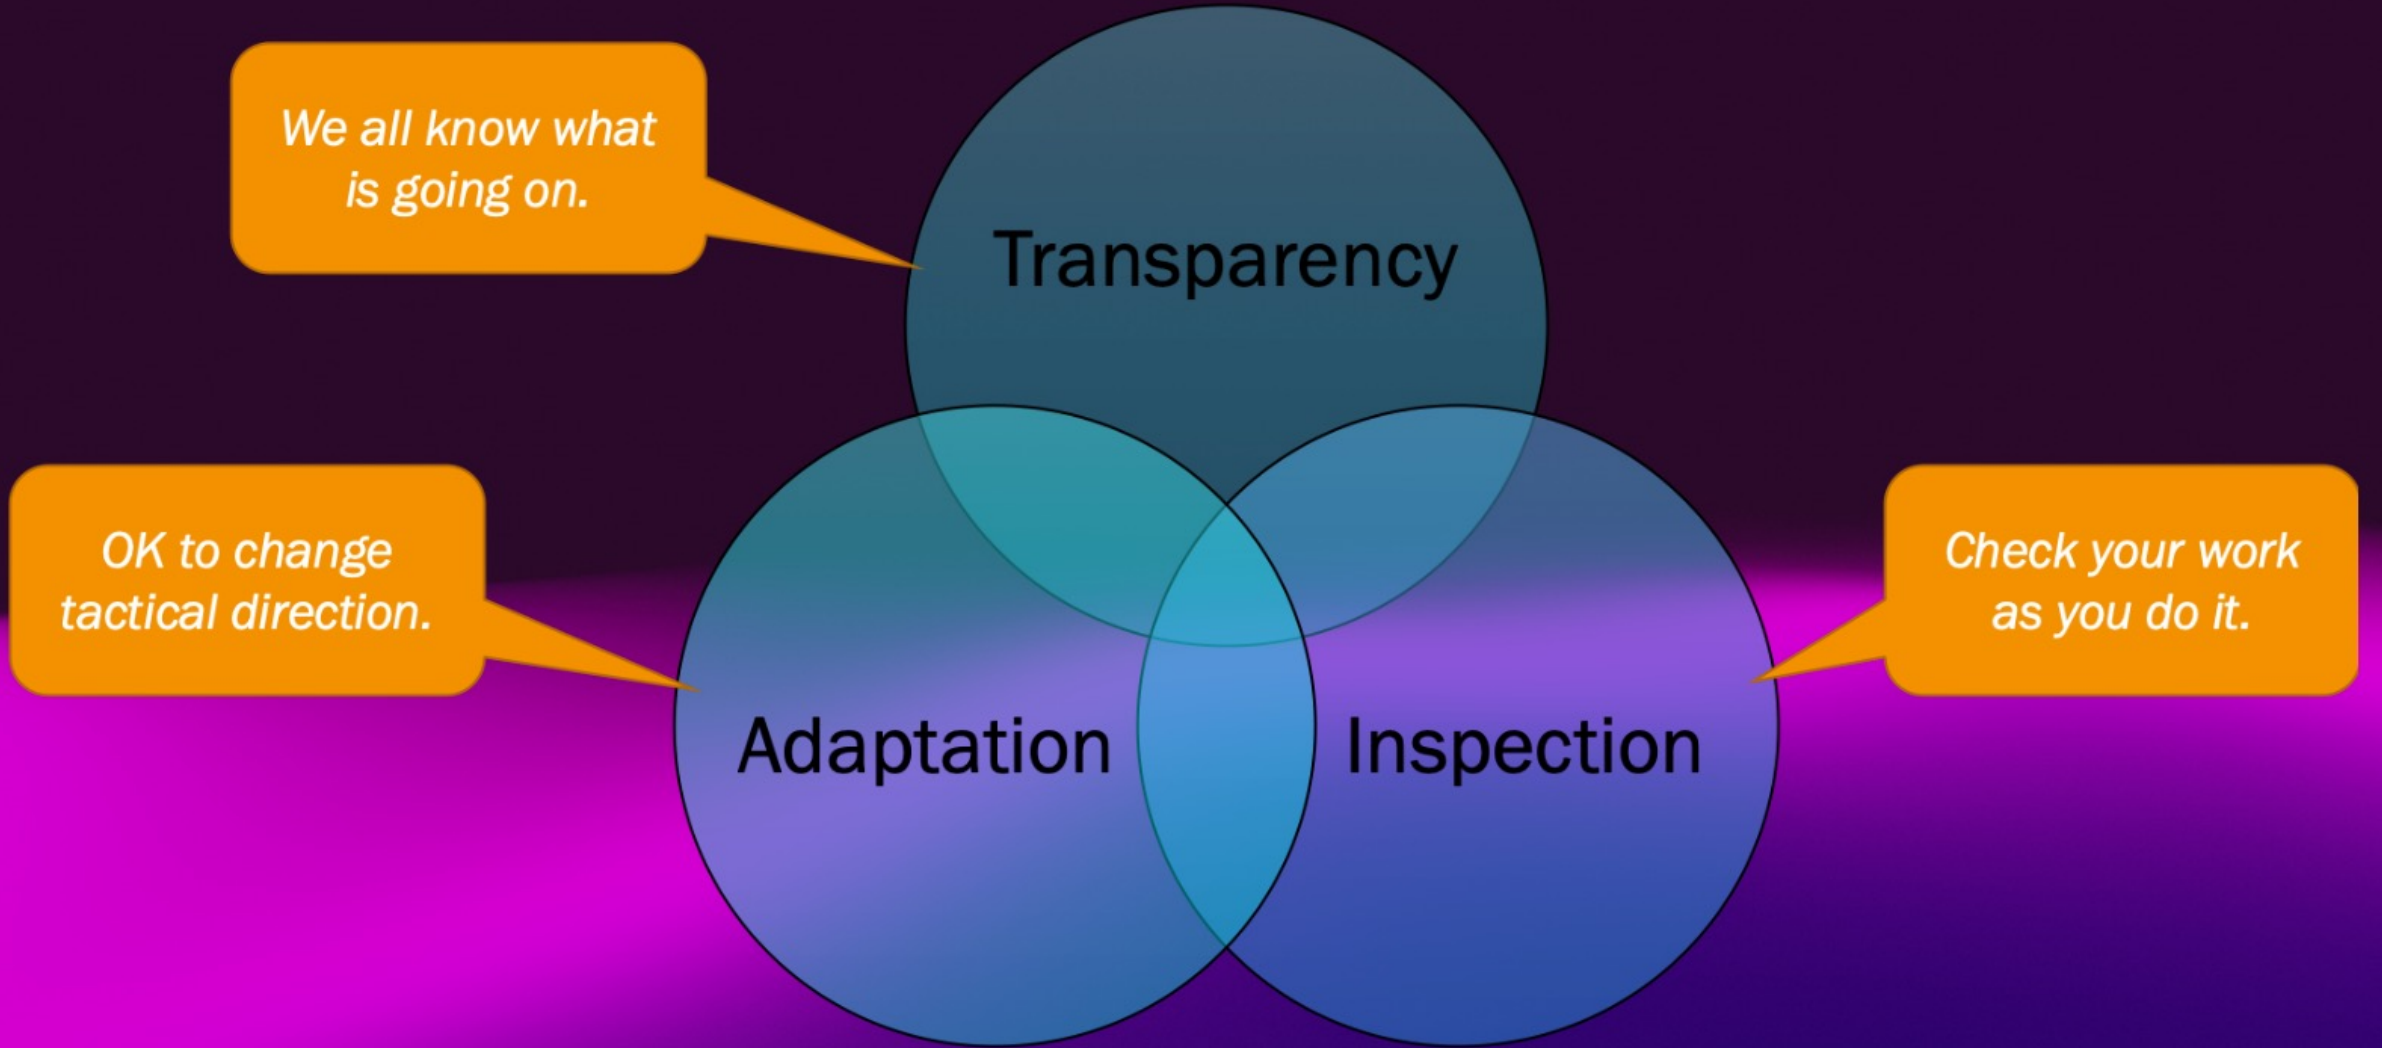 We all know what
is going on.
Transparency
OK to change
tactical direction.
Check your work
as you do it.
Adaptation
Inspection